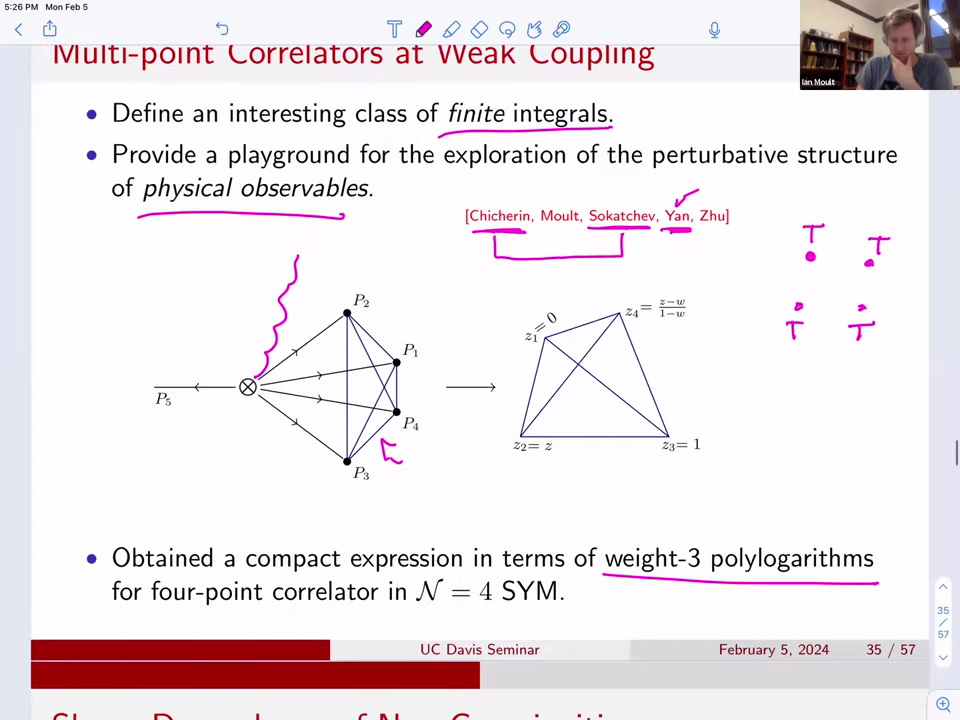 5:26 PM Mon Feb 5
Ian Moult
Multi-point Correlators at Weak Coupling
• Define an interesting class of finite integrals.
• Provide a playground for the exploration of the perturbative structure
of physical observables.
[Chicherin, Moult, Sokatchev, Yan, Zhu]
T T
T T
P₂
P₁
P₅
P₄
P₃
z₁ = 0
z₄ = \frac{z−w}{1−w}
z₂ = z
z₃ = 1
• Obtained a compact expression in terms of weight-3 polylogarithms
for four-point correlator in 𝒩 = 4 SYM.
35
/
57
UC Davis Seminar February 5, 2024 35 / 57